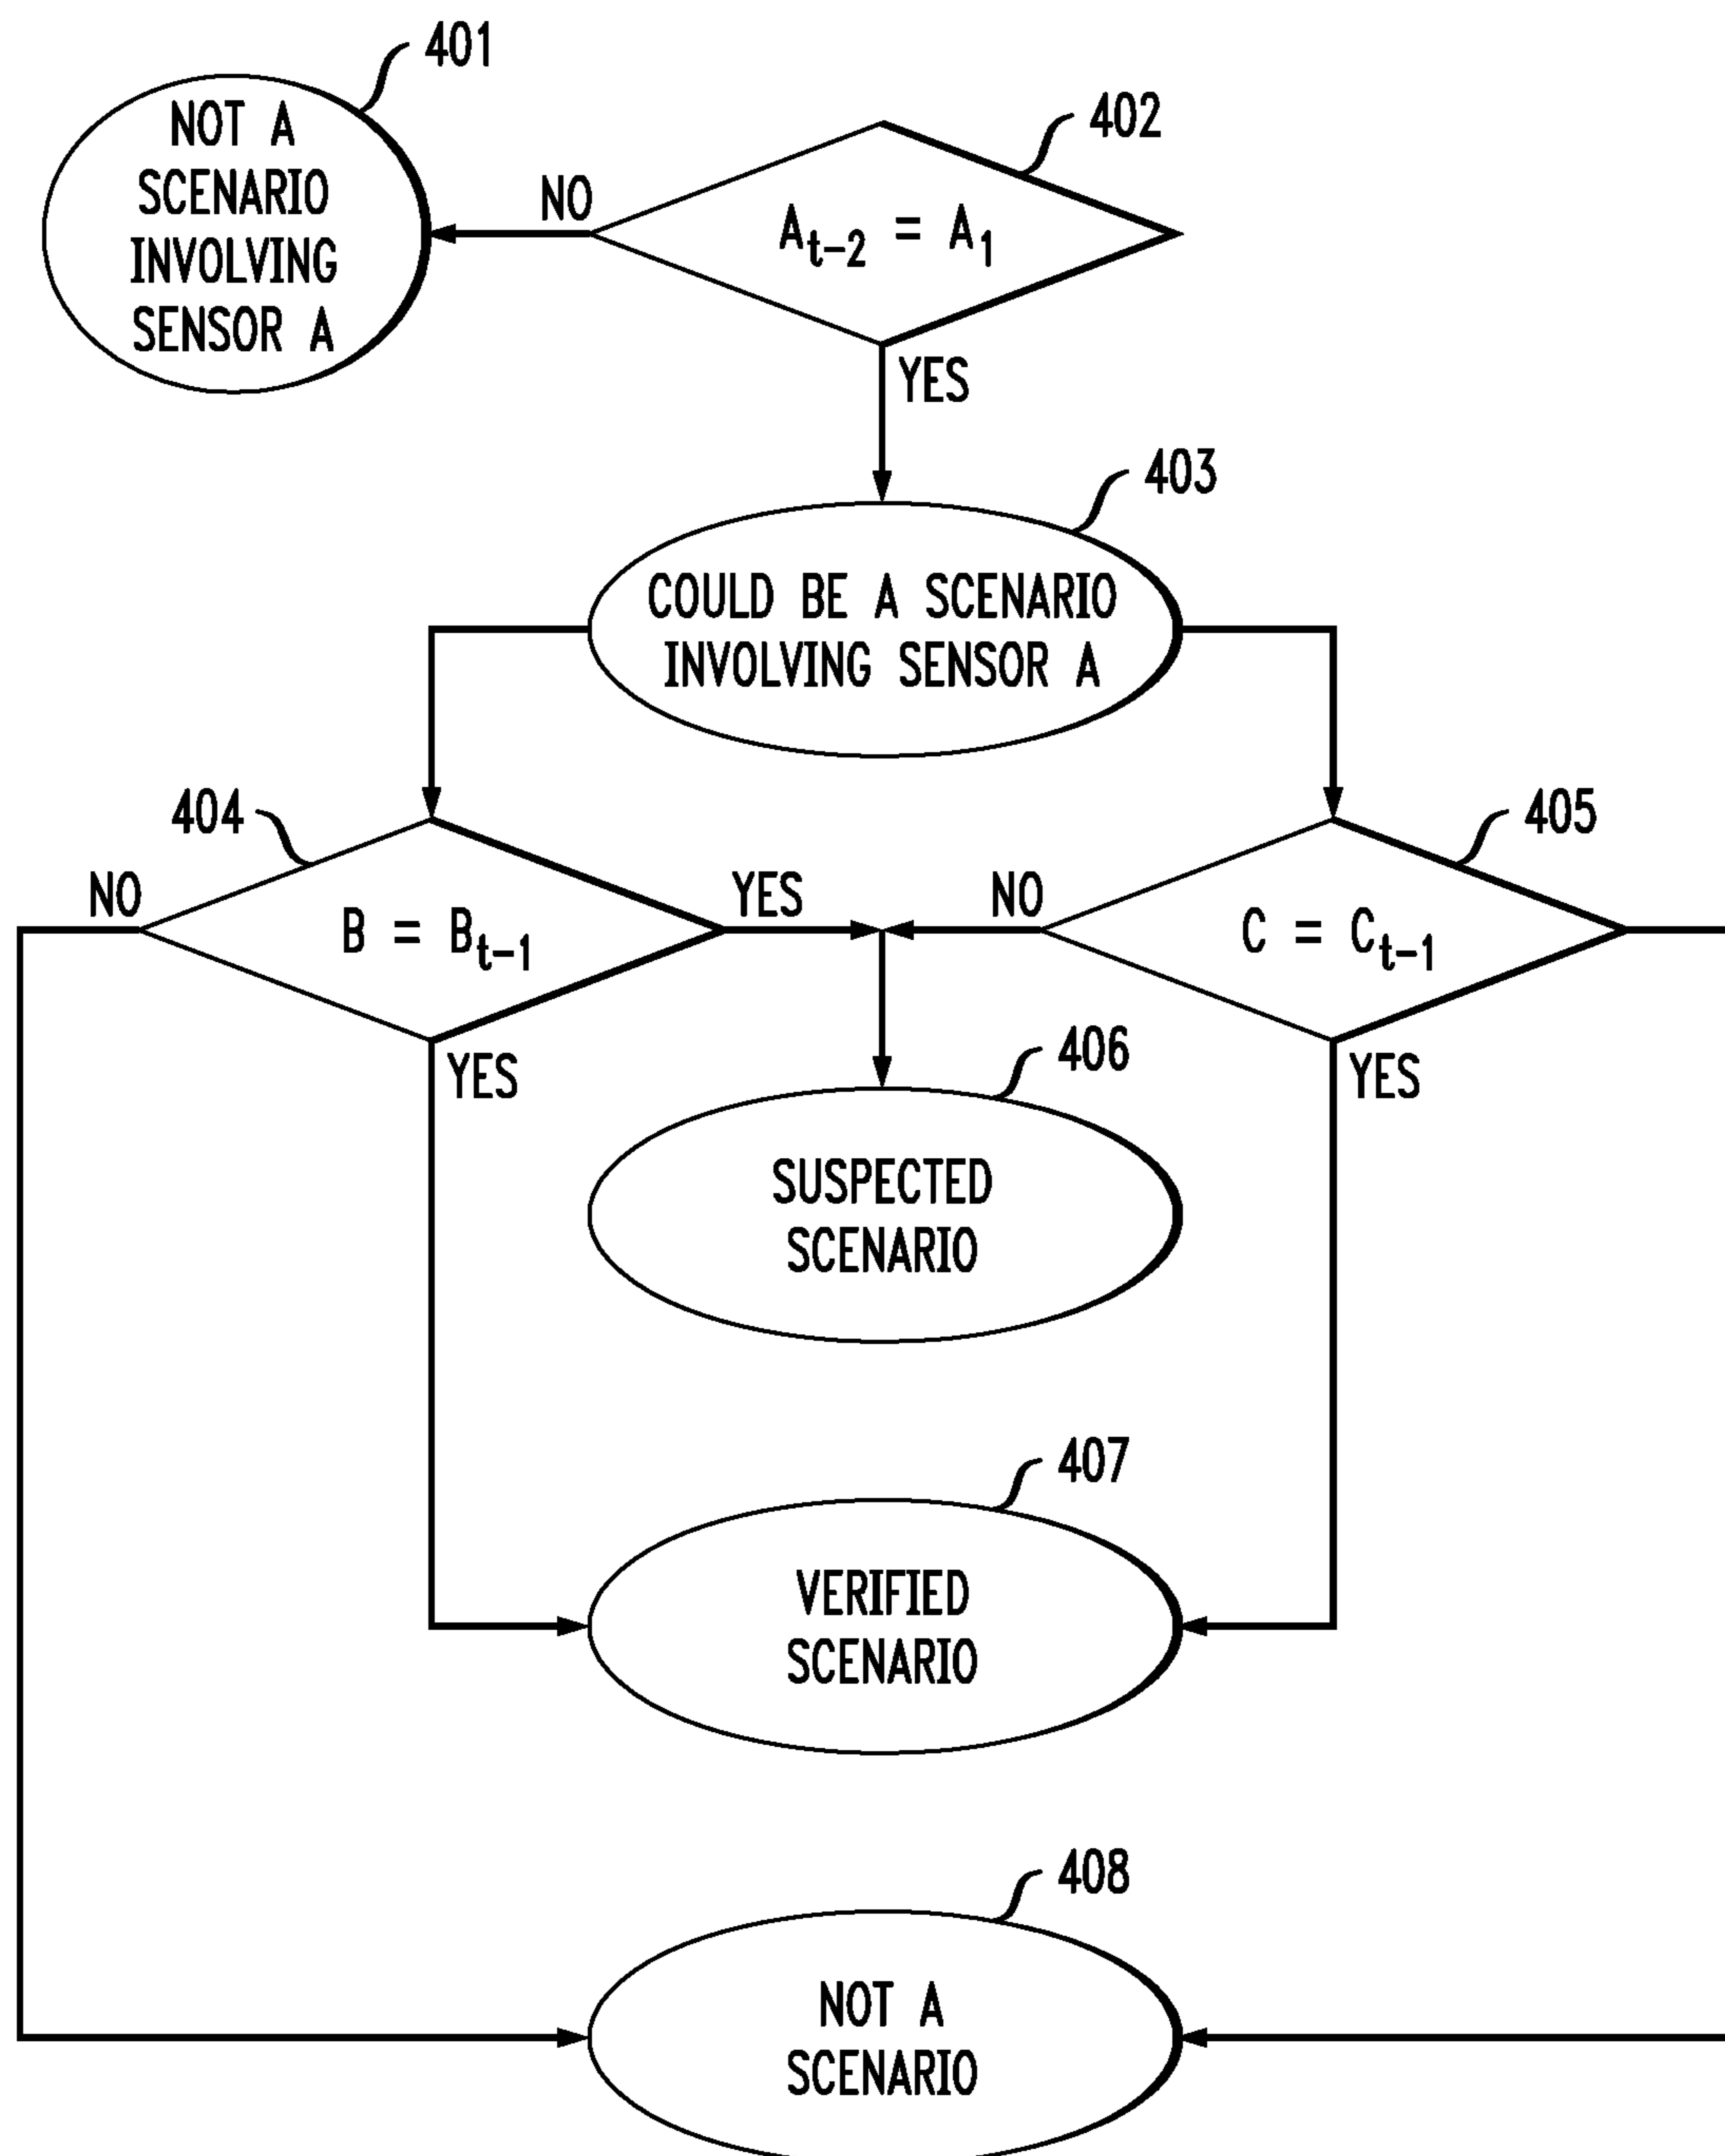 401
NOT A
SCENARIO
INVOLVING
SENSOR A
NO
402
A_{t-2} = A_1
YES
403
COULD BE A SCENARIO
INVOLVING SENSOR A
404
NO
B = B_{t-1}
YES
YES
405
NO
C = C_{t-1}
YES
406
SUSPECTED
SCENARIO
407
VERIFIED
SCENARIO
408
NOT A
SCENARIO